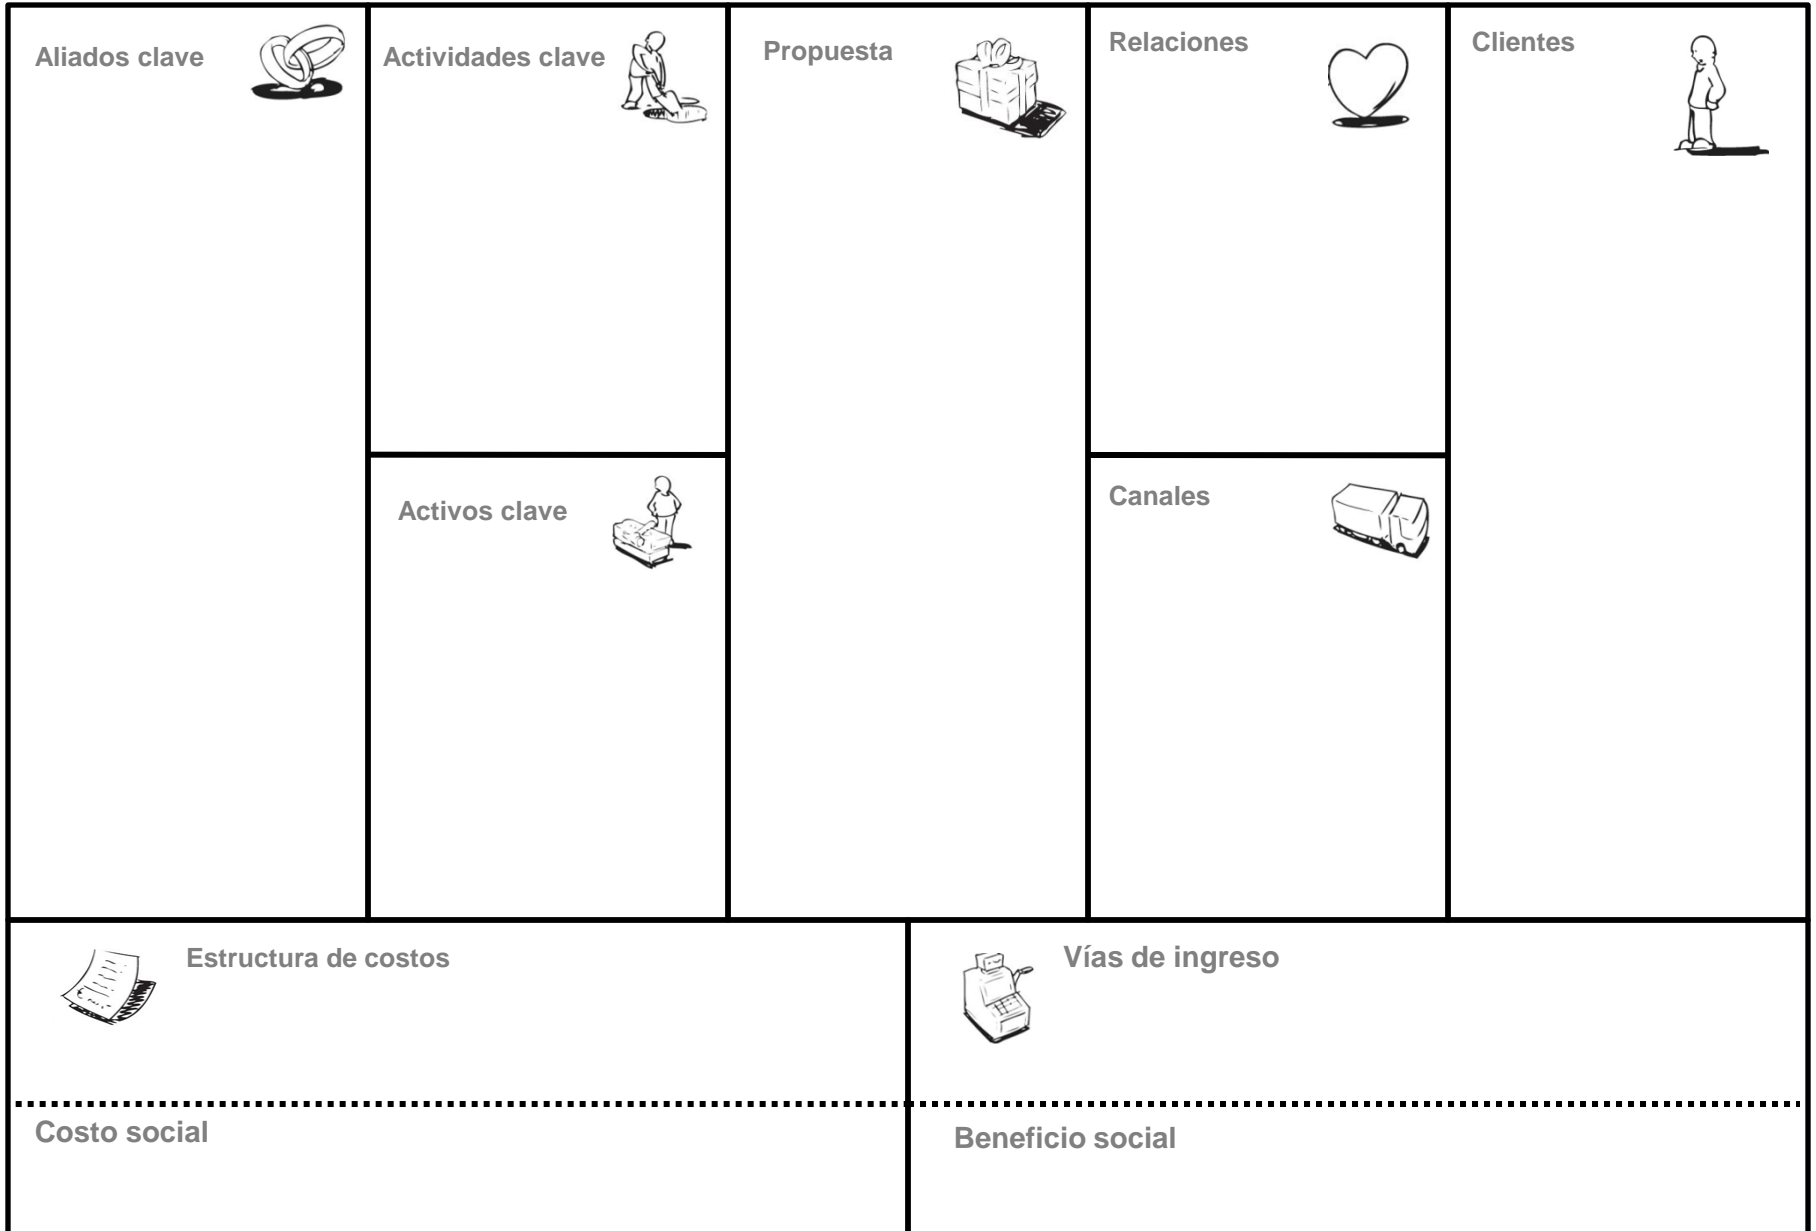 Aliados clave
Actividades clave
Propuesta
Relaciones
Clientes
Activos clave
Canales
Estructura de costos
Vías de ingreso
Costo social
Beneficio social